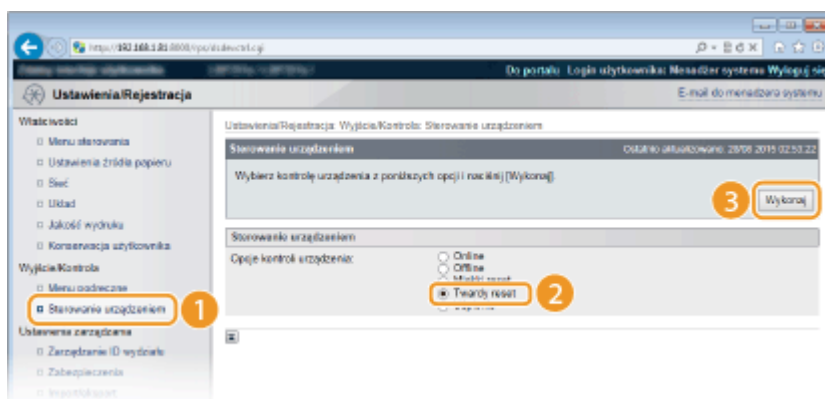 Do portalu Login użytkownika: Menadżer systemu Wyloguj się
Ustawienia/Rejestracja
E-mail do menadżera systemu
Właściwości
Menu sterowania
Ustawienia źródła papieru
Sieć
Układ
Jakość wydruku
Konserwacja użytkownika
Wyjście/Kontrola
Menu podręczne
Sterowanie urządzeniem
1
Ustawienia zarządzania
Zarządzanie ID wydziału
Zabezpieczenia
Ustawienia/Rejestracja: Wyjście/Kontrola: Sterowanie urządzeniem
Sterowanie urządzeniem
Ostatnio aktualizowano: 28/08 2015 02:53:22
Wybierz kontrolę urządzenia z poniższych opcji i naciśnij [Wykonaj].
3
Wykonaj
Sterowanie urządzeniem
Opcje kontroli urządzenia:
Online
Offline
Twardy reset
2